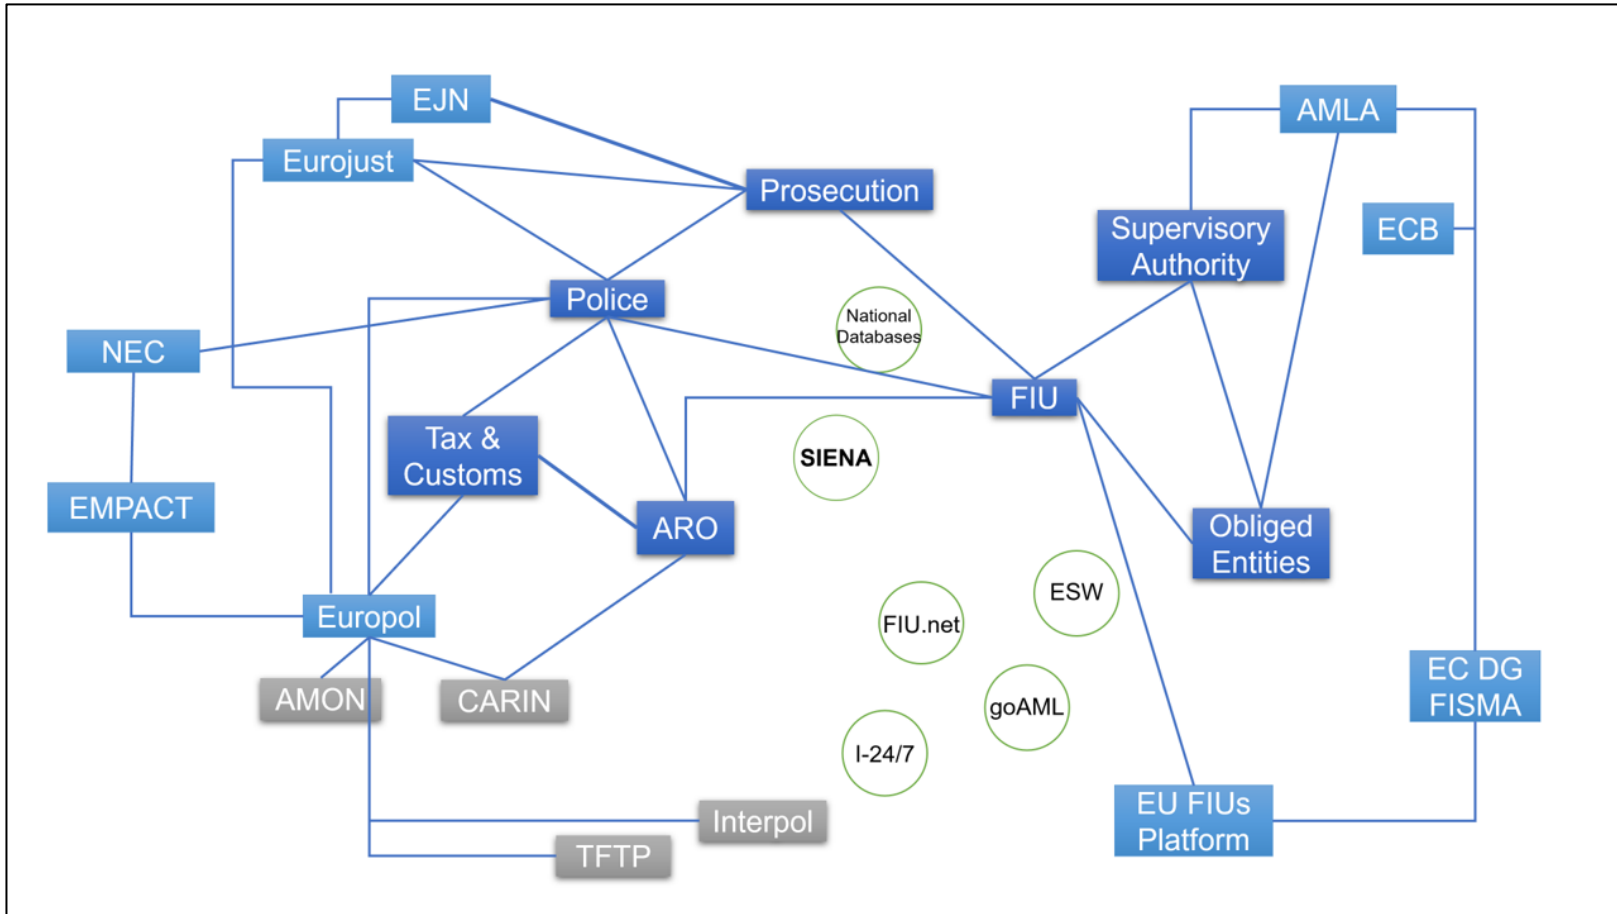 EJN
AMLA
Eurojust
Prosecution
Supervisory
Authority
ECB
Police
National
Databases
NEC
FIU
Tax &
Customs
SIENA
EMPACT
ARO
Obliged
Entities
ESW
Europol
FIU.net
AMON
CARIN
goAML
EC DG
FISMA
I-24/7
Interpol
EU FIUs
Platform
TFTP